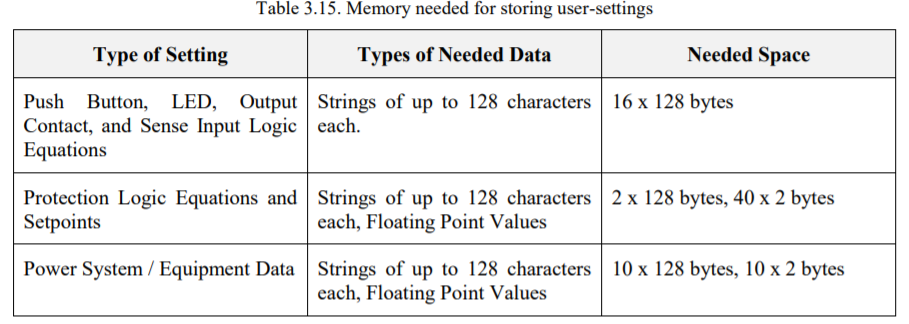 Table 3.15. Memory needed for storing user-settings
Type of Setting
Types of Needed Data
Needed Space
Push Button, LED, Output
Contact, and Sense Input Logic
Equations
Strings of up to 128 characters
each.
16 x 128 bytes
Protection Logic Equations and
Setpoints
Strings of up to 128 characters
each, Floating Point Values
2 x 128 bytes, 40 x 2 bytes
Power System / Equipment Data
Strings of up to 128 characters
each, Floating Point Values
10 x 128 bytes, 10 x 2 bytes